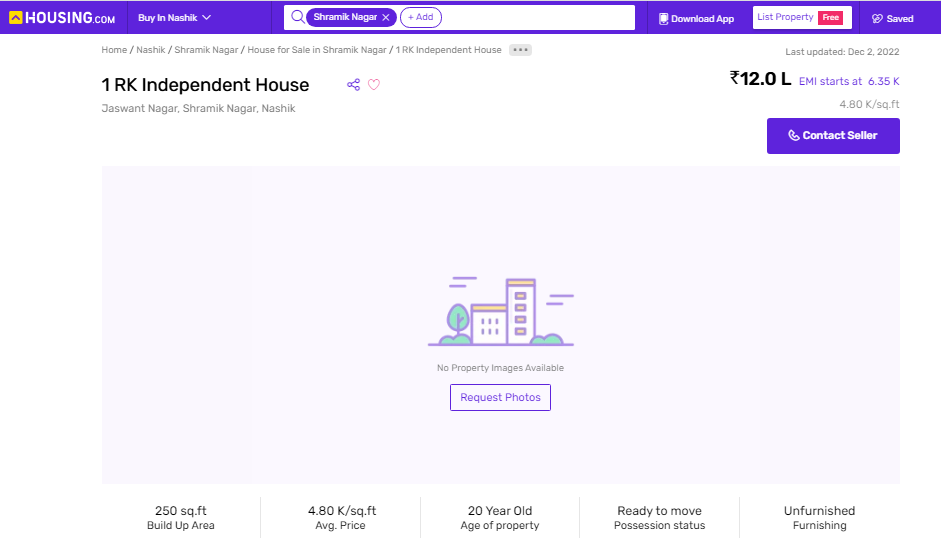 HOUSING.COM
Buy In Nashik
Shramik Nagar
+ Add
Download App
List Property Free
Saved
Home / Nashik / Shramik Nagar / House for Sale in Shramik Nagar / 1 RK Independent House
Last updated: Dec 2, 2022
1 RK Independent House
₹12.0 L EMI starts at 6.35 K
Jaswant Nagar, Shramik Nagar, Nashik
4.80 K/sq.ft
Contact Seller
No Property Images Available
Request Photos
250 sq.ft
Build Up Area
4.80 K/sq.ft
Avg. Price
20 Year Old
Age of property
Ready to move
Possession status
Unfurnished
Furnishing